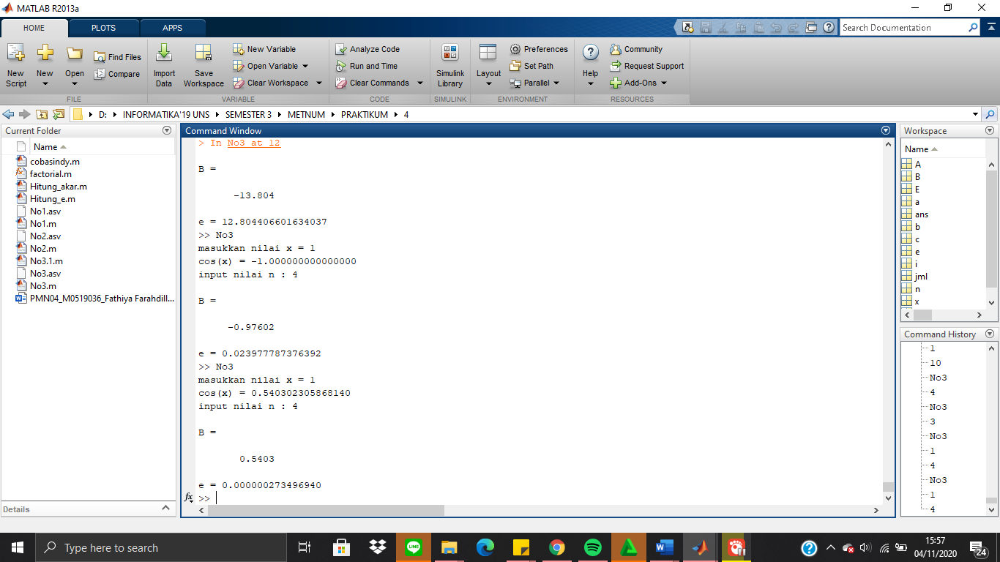 MATLAB R2013a
HOME PLOTS APPS
Search Documentation
New Script
New
Open
Find Files
Compare
FILE
Import Data
Save Workspace
New Variable
Open Variable
Clear Workspace
VARIABLE
Analyze Code
Run and Time
Clear Commands
CODE
Simulink Library
SIMULINK
Layout
Preferences
Set Path
Parallel
ENVIRONMENT
Help
Community
Request Support
Add-Ons
RESOURCES
D: INFORMATIKA'19 UNS SEMESTER 3 METNUM PRAKTIKUM 4
Current Folder
Name
cobasindy.m
factorial.m
Hitung_akar.m
Hitung_e.m
No1.asv
No1.m
No2.asv
No2.m
No3.1.m
No3.asv
No3.m
PMN04_M0519036_Fathiya Farahdill...
Details
Command Window
> In No3 at 12
B =
-13.804
e = 12.804406601634037
>> No3
masukkan nilai x = 1
cos(x) = -1.000000000000000
input nilai n : 4
B =
-0.97602
e = 0.023977787376392
>> No3
masukkan nilai x = 1
cos(x) = 0.540302305868140
input nilai n : 4
B =
0.5403
e = 0.000000273496940
fx >>
Workspace
Name
A
B
E
a
ans
b
c
e
i
jml
n
x
Command History
1
10
No3
4
No3
3
No3
1
4
No3
1
4
Type here to search
LINE
15:57
04/11/2020
24